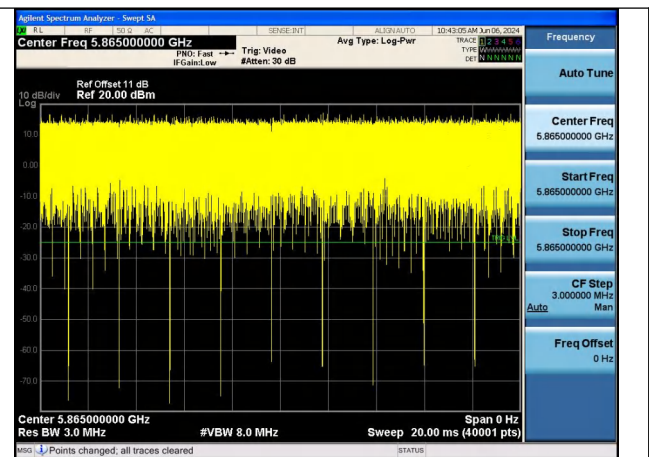 Agilent Spectrum Analyzer - Swept SA
RL RF 50 Ω AC SENSE:INT ALIGN AUTO 10:43:05 AM Jun 06, 2024
Center Freq 5.865000000 GHz Avg Type: Log-Pwr TRACE 1 2 3 4 5 6
PNO: Fast Trig: Video TYPE
IFGain:Low #Atten: 30 dB DET N N N N N N
Ref Offset 11 dB
10 dB/div Ref 20.00 dBm
Log
10.0
0.00
-10.0
-20.0
-30.0
-40.0
-50.0
-60.0
-70.0
Center 5.865000000 GHz Span 0 Hz
Res BW 3.0 MHz #VBW 8.0 MHz Sweep 20.00 ms (40001 pts)
MSG Points changed; all traces cleared STATUS
Frequency
Auto Tune
Center Freq
5.865000000 GHz
Start Freq
5.865000000 GHz
Stop Freq
5.865000000 GHz
CF Step
3.000000 MHz
Auto Man
Freq Offset
0 Hz